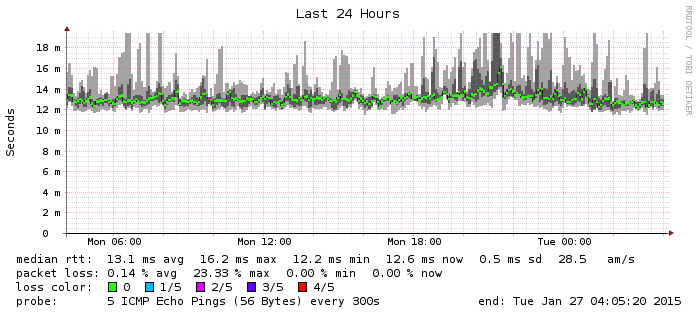 Last 24 Hours
RRDTOOL / TOBI OETIKER
Seconds
18 m
16 m
14 m
12 m
10 m
8 m
6 m
4 m
2 m
0
Mon 06:00 Mon 12:00 Mon 18:00 Tue 00:00
median rtt: 13.1 ms avg 16.2 ms max 12.2 ms min 12.6 ms now 0.5 ms sd 28.5 am/s
packet loss: 0.14 % avg 23.33 % max 0.00 % min 0.00 % now
loss color: 0 1/5 2/5 3/5 4/5
probe: 5 ICMP Echo Pings (56 Bytes) every 300s end: Tue Jan 27 04:05:20 2015